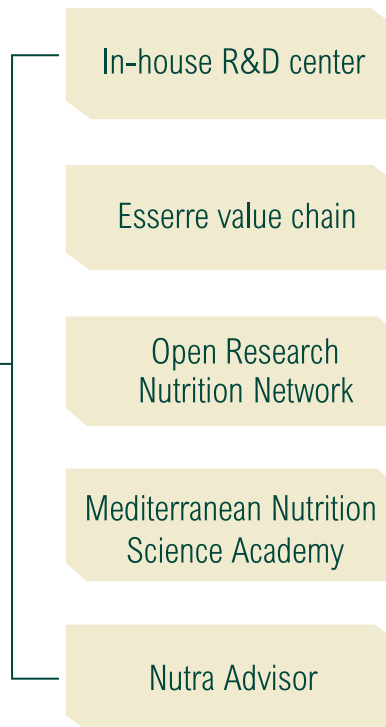 In-house R&D center
Esserre value chain
Open Research
Nutrition Network
Mediterranean Nutrition
Science Academy
Nutra Advisor